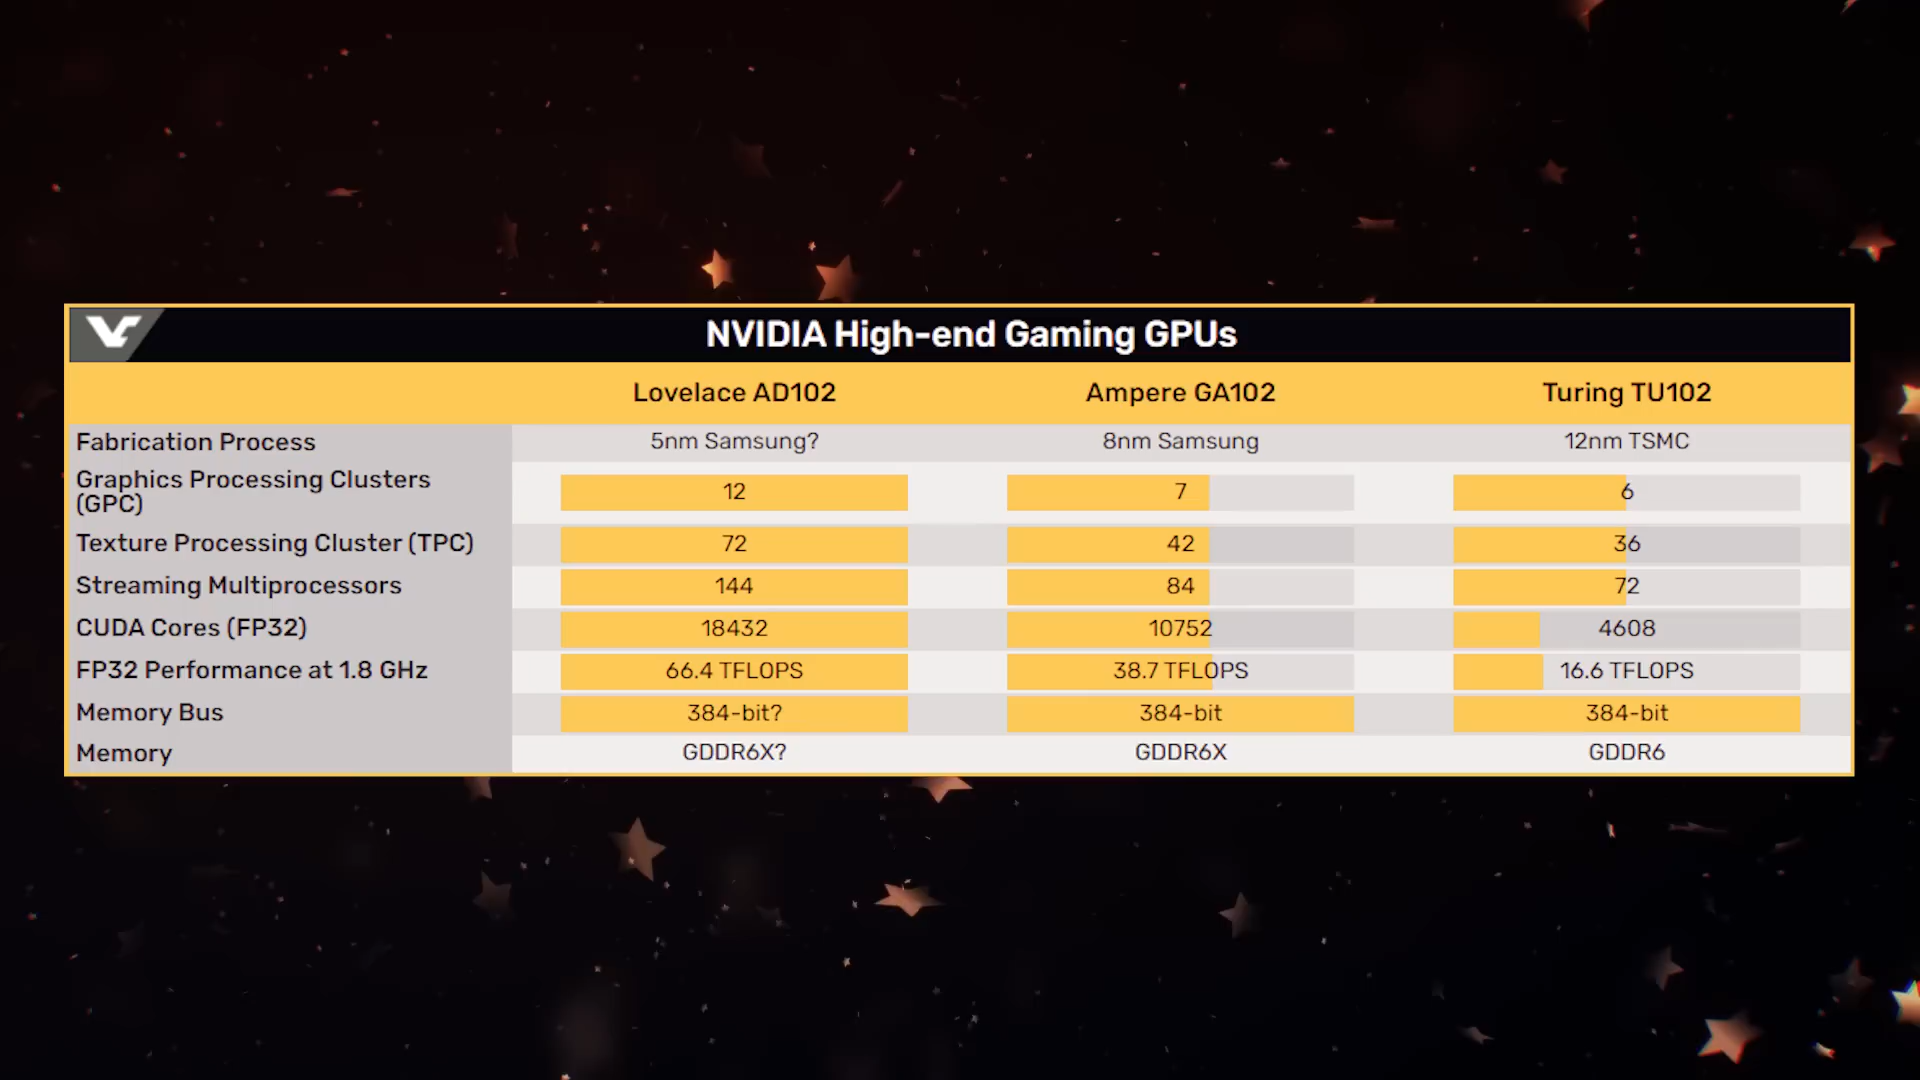 NVIDIA High-end Gaming GPUs
Lovelace AD102 Ampere GA102 Turing TU102
Fabrication Process 5nm Samsung? 8nm Samsung 12nm TSMC
Graphics Processing Clusters
(GPC) 12 7 6
Texture Processing Cluster (TPC) 72 42 36
Streaming Multiprocessors 144 84 72
CUDA Cores (FP32) 18432 10752 4608
FP32 Performance at 1.8 GHz 66.4 TFLOPS 38.7 TFLOPS 16.6 TFLOPS
Memory Bus 384-bit? 384-bit 384-bit
Memory GDDR6X? GDDR6X GDDR6